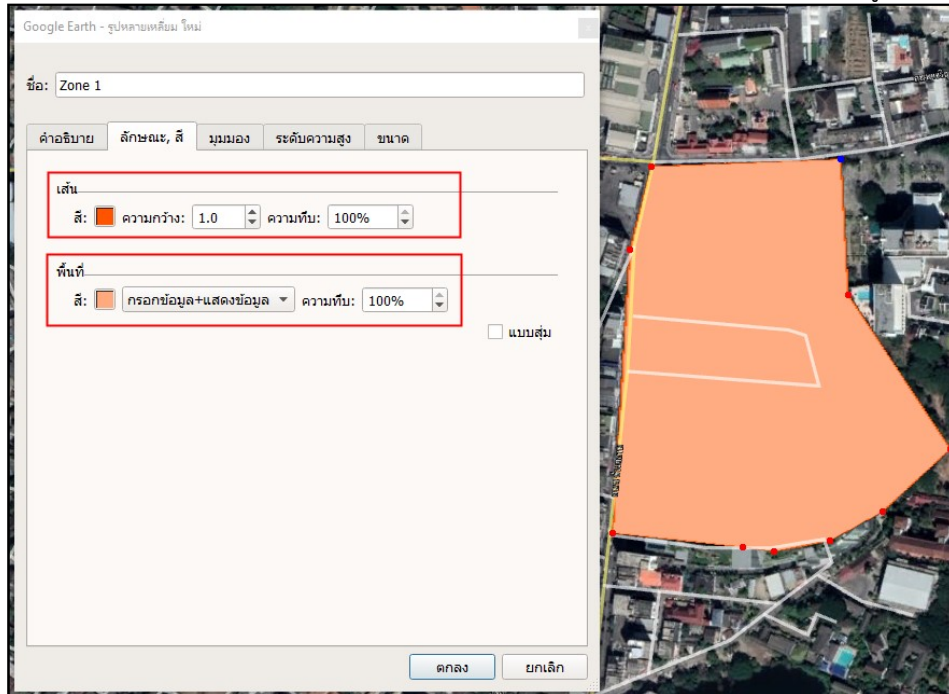 Google Earth - รูปหลายเหลี่ยม ใหม่
ชื่อ: Zone 1
คำอธิบาย ลักษณะ, สี มุมมอง ระดับความสูง ขนาด
เส้น
สี: ความกว้าง: 1.0 ความทึบ: 100%
พื้นที่
สี: กรอกข้อมูล+แสดงข้อมูล ความทึบ: 100%
แบบสุ่ม
ตกลง ยกเลิก